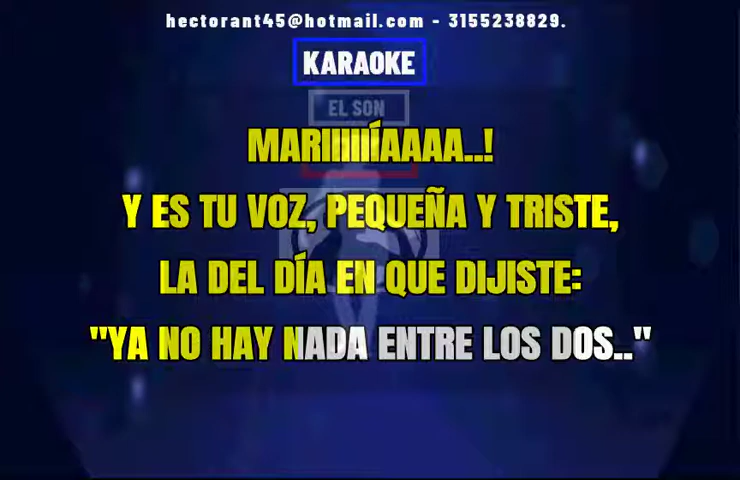 hectorant45@hotmail.com - 3155238829.
KARAOKE
EL SON
MARIIIIIÍAAAA..!
Y ES TU VOZ, PEQUEÑA Y TRISTE,
LA DEL DÍA EN QUE DIJISTE:
"YA NO HAY NADA ENTRE LOS DOS.."